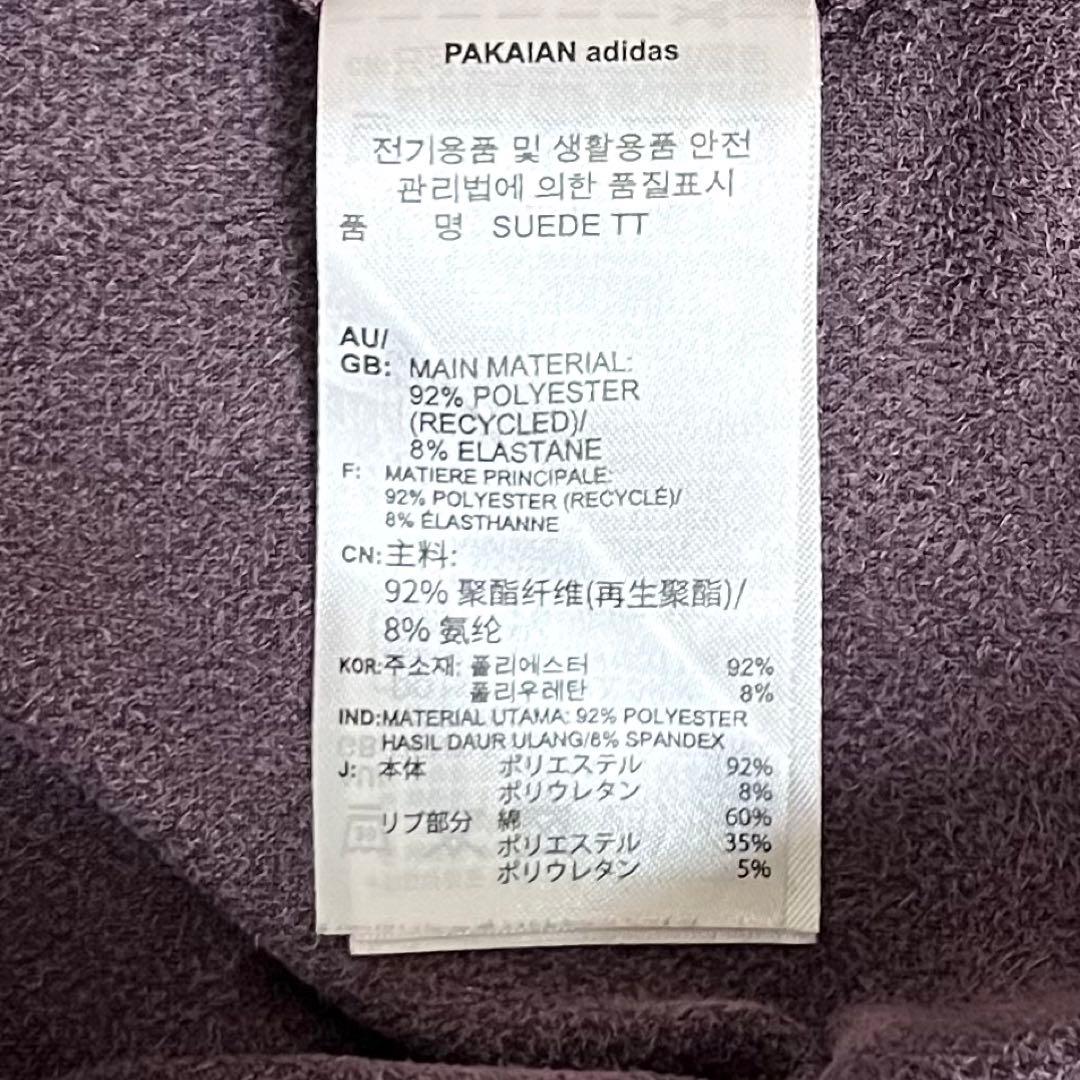 PAKAIAN adidas
전기용품 및 생활용품 안전
관리법에 의한 품질표시
품 명 SUEDE TT
AU/
GB: MAIN MATERIAL:
92% POLYESTER
(RECYCLED)/
8% ELASTANE
F: MATIERE PRINCIPALE:
92% POLYESTER (RECYCLÉ)/
8% ÉLASTHANNE
CN: 主料:
92% 聚酯纤维(再生聚酯)/
8% 氨纶
KOR: 주소재: 폴리에스터 92%
폴리우레탄 8%
IND: MATERIAL UTAMA: 92% POLYESTER
HASIL DAUR ULANG/8% SPANDEX
J: 本体 ポリエステル 92%
ポリウレタン 8%
リブ部分 綿 60%
ポリエステル 35%
ポリウレタン 5%